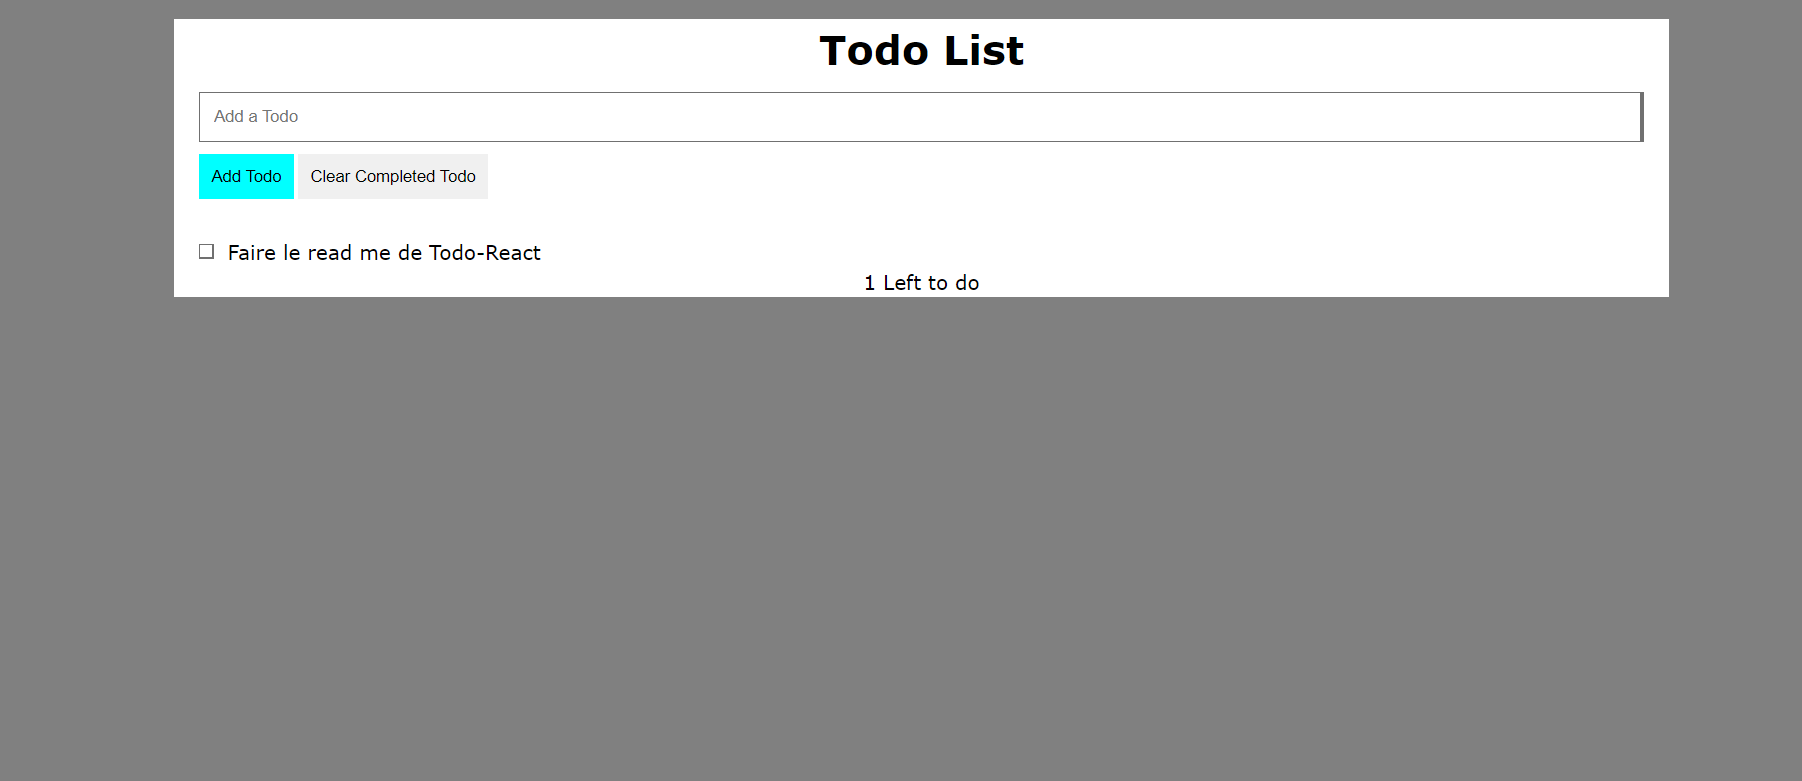 Todo List
Add a Todo
Add Todo Clear Completed Todo
Faire le read me de Todo-React
1 Left to do